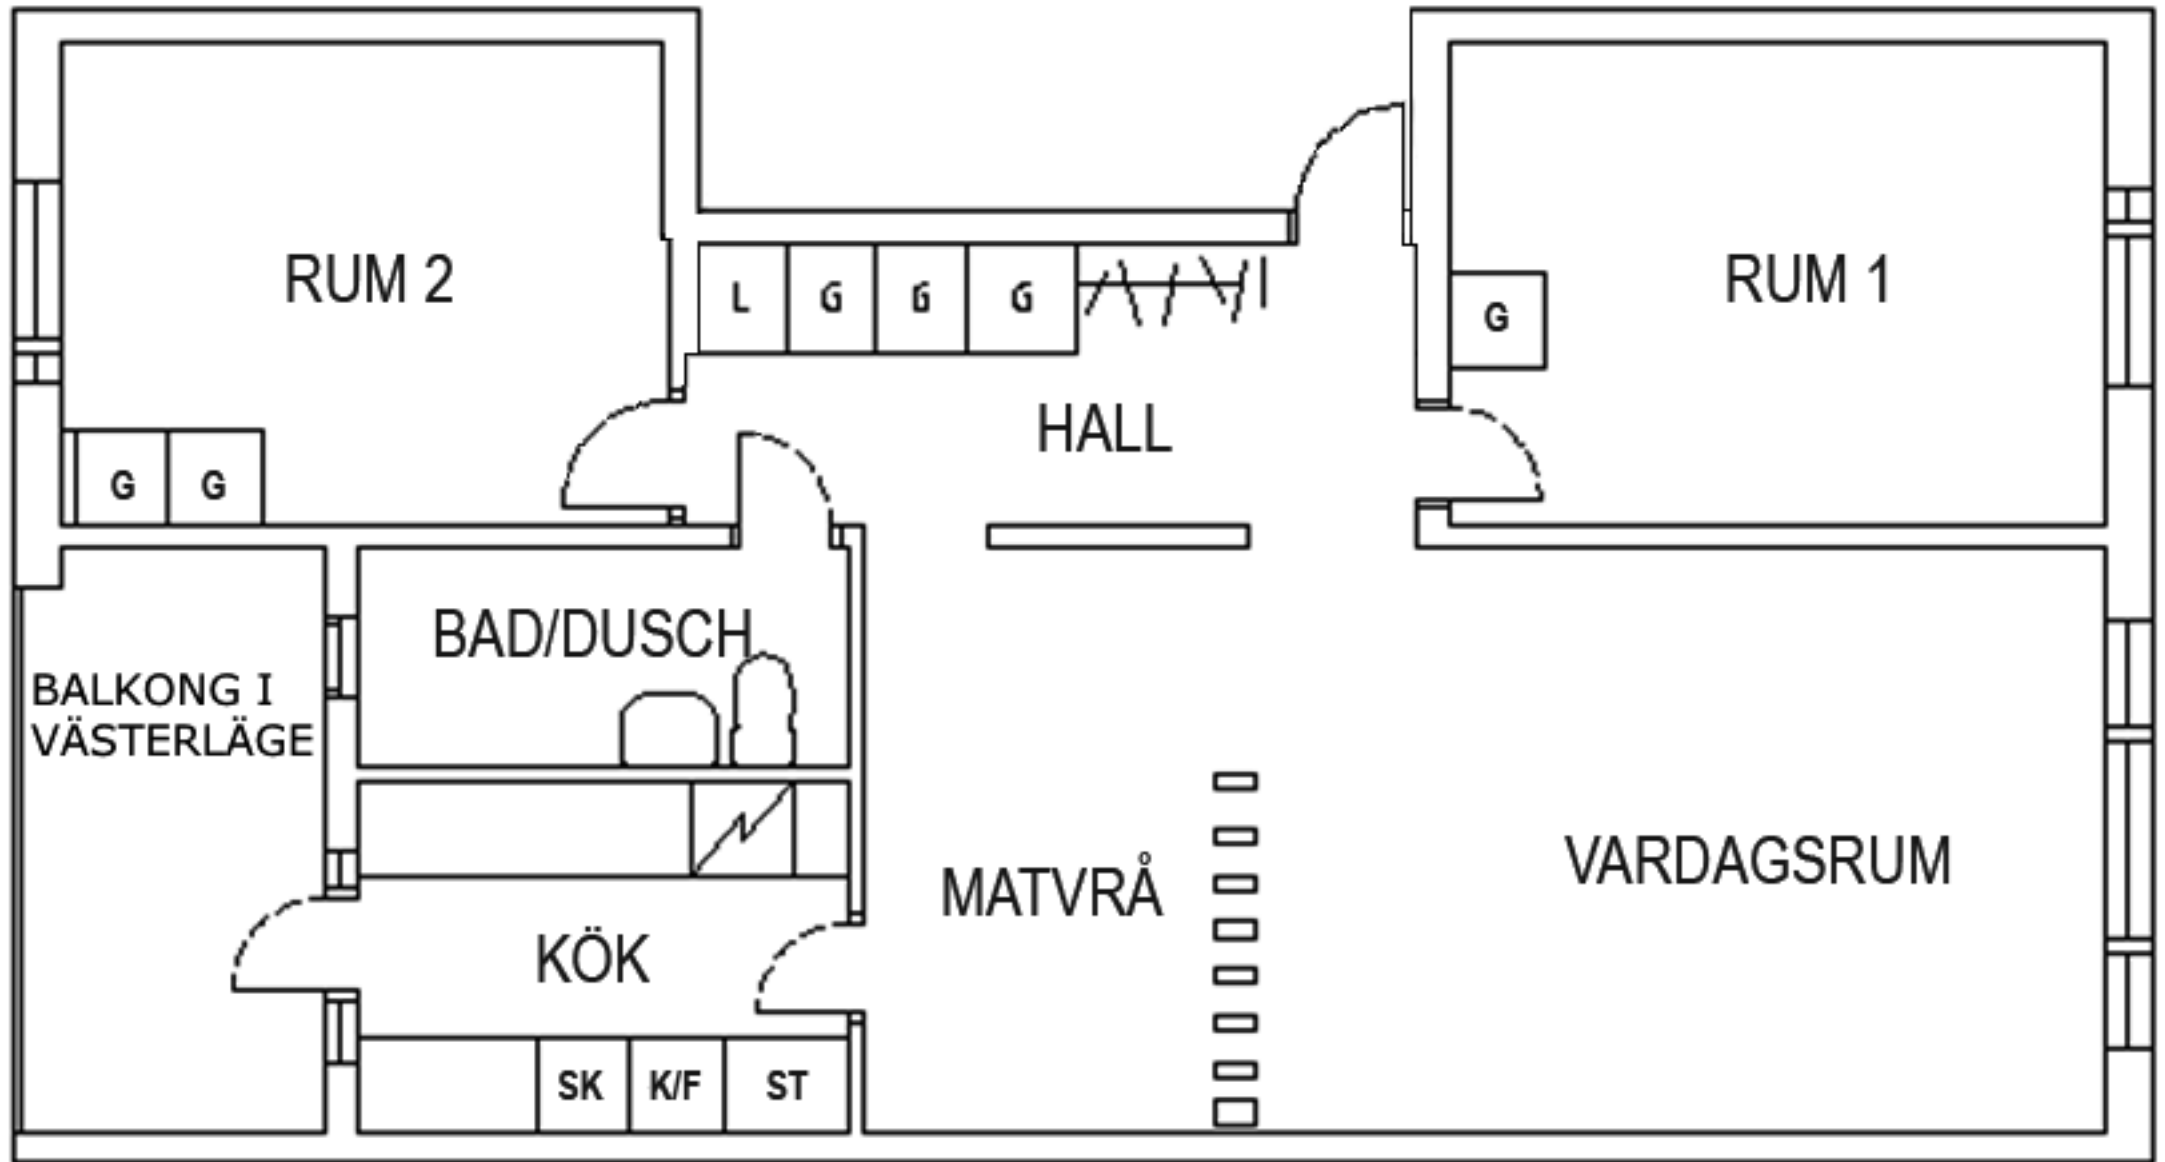 RUM 2
L G G G
RUM 1
G
HALL
G G
BAD/DUSCH
BALKONG I
VÄSTERLÄGE
MATVRÅ
VARDAGSRUM
KÖK
SK K/F ST